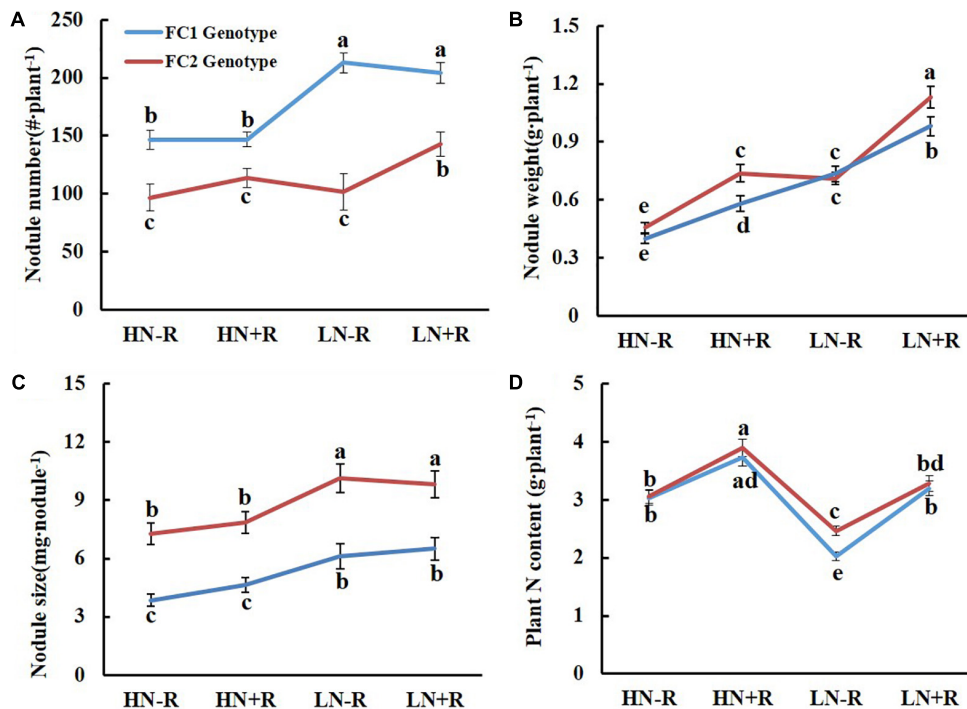 A
Nodule number(#·plant⁻¹)
250
200
150
100
50
0
FC1 Genotype
FC2 Genotype
b
b
a
a
c
c
c
b
HN-R
HN+R
LN-R
LN+R
B
Nodule weight(g·plant⁻¹)
1.5
1.2
0.9
0.6
0.3
0
e
c
c
a
e
d
c
b
HN-R
HN+R
LN-R
LN+R
C
Nodule size(mg·nodule⁻¹)
15
12
9
6
3
0
b
b
a
a
c
c
b
b
HN-R
HN+R
LN-R
LN+R
D
Plant N content (g·plant⁻¹)
5
4
3
2
1
0
b
a
c
bd
b
ad
e
b
HN-R
HN+R
LN-R
LN+R